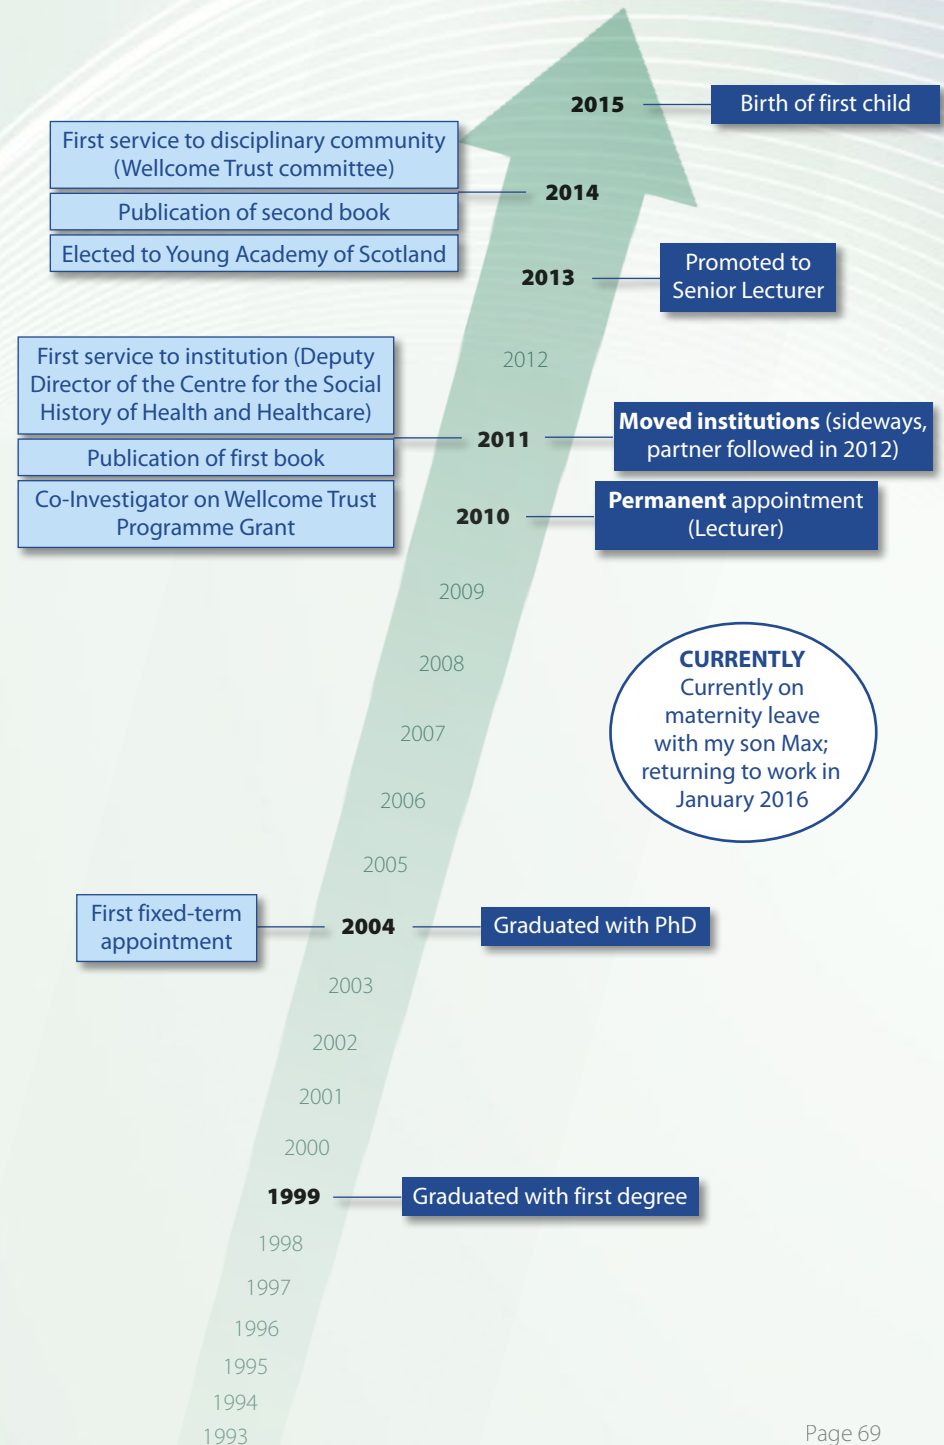 2015
Birth of first child
First service to disciplinary community
(Wellcome Trust committee)
Publication of second book
Elected to Young Academy of Scotland
2014
2013
Promoted to
Senior Lecturer
2012
First service to institution (Deputy
Director of the Centre for the Social
History of Health and Healthcare)
Publication of first book
Co-Investigator on Wellcome Trust
Programme Grant
2011
Moved institutions (sideways,
partner followed in 2012)
2010
Permanent appointment
(Lecturer)
2009
2008
CURRENTLY
Currently on
maternity leave
with my son Max;
returning to work in
January 2016
2007
2006
2005
First fixed-term
appointment
2004
Graduated with PhD
2003
2002
2001
2000
1999
Graduated with first degree
1998
1997
1996
1995
1994
1993
Page 69